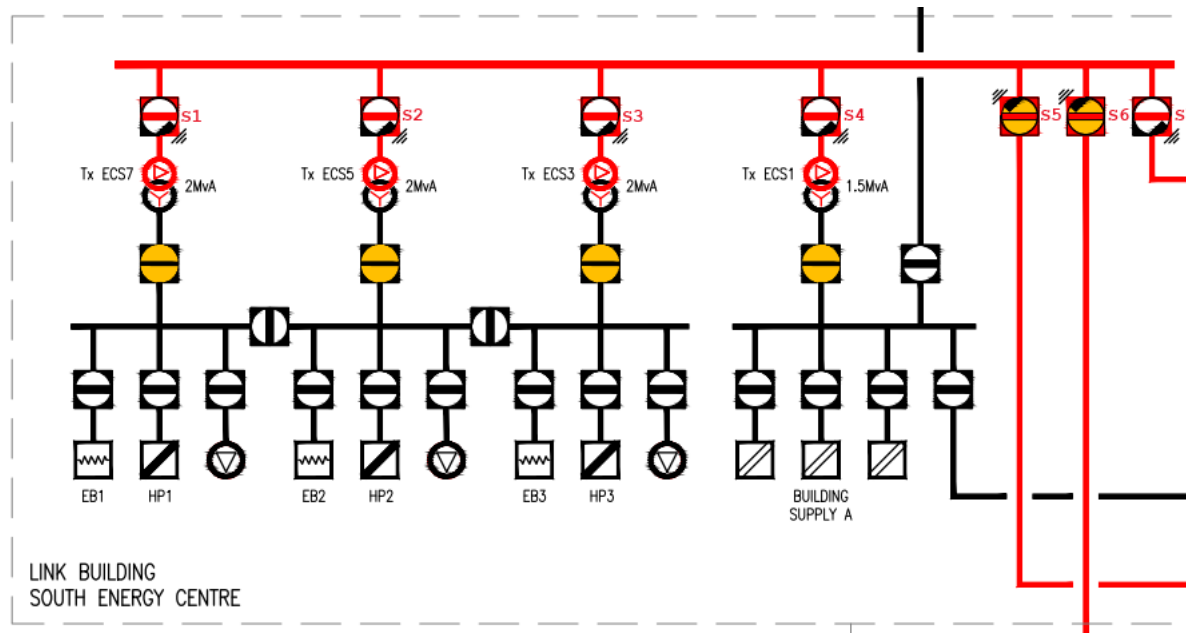 S1
S2
S3
S4
S5
S6
S
Tx ECS7
2MvA
Tx ECS5
2MvA
Tx ECS3
2MvA
Tx ECS1
1.5MvA
EB1
HP1
EB2
HP2
EB3
HP3
BUILDING
SUPPLY A
LINK BUILDING
SOUTH ENERGY CENTRE